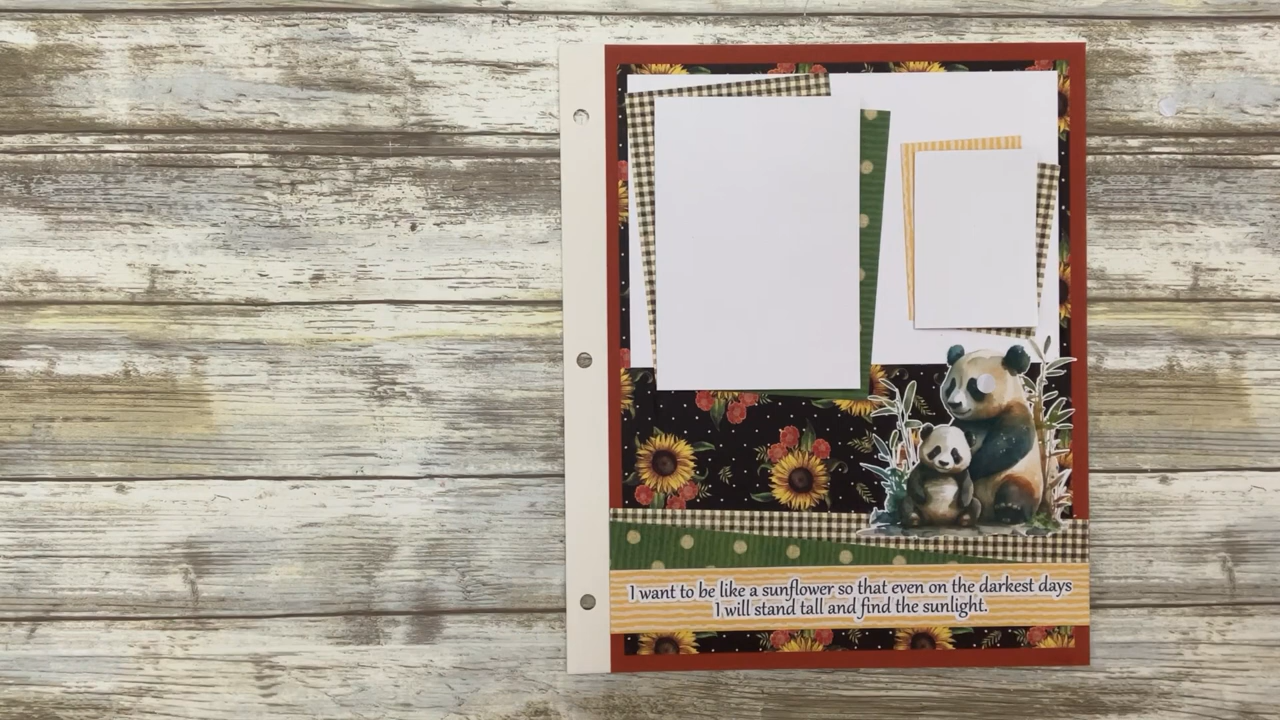 I want to be like a sunflower so that even on the darkest days
I will stand tall and find the sunlight.